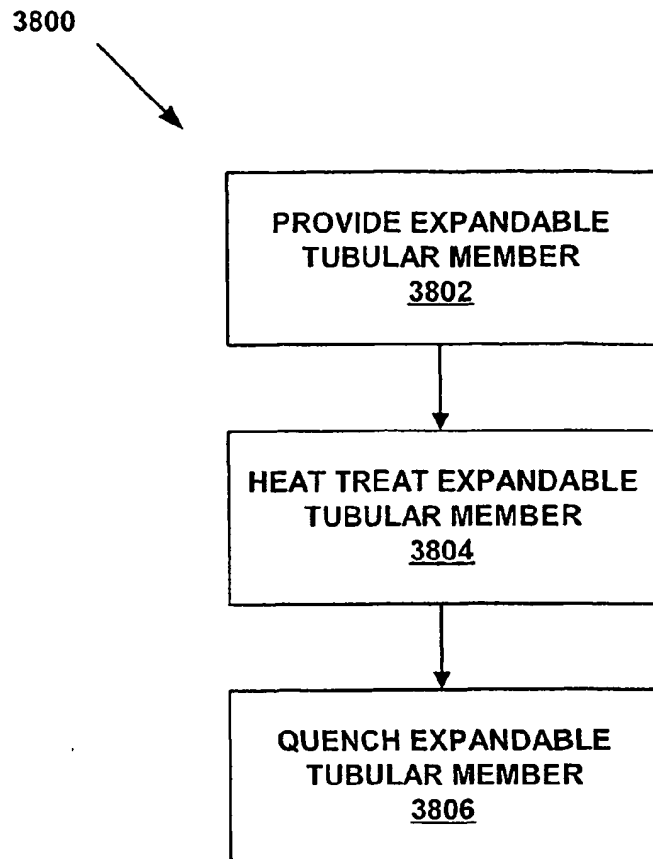 3800
PROVIDE EXPANDABLE
TUBULAR MEMBER
3802
HEAT TREAT EXPANDABLE
TUBULAR MEMBER
3804
QUENCH EXPANDABLE
TUBULAR MEMBER
3806